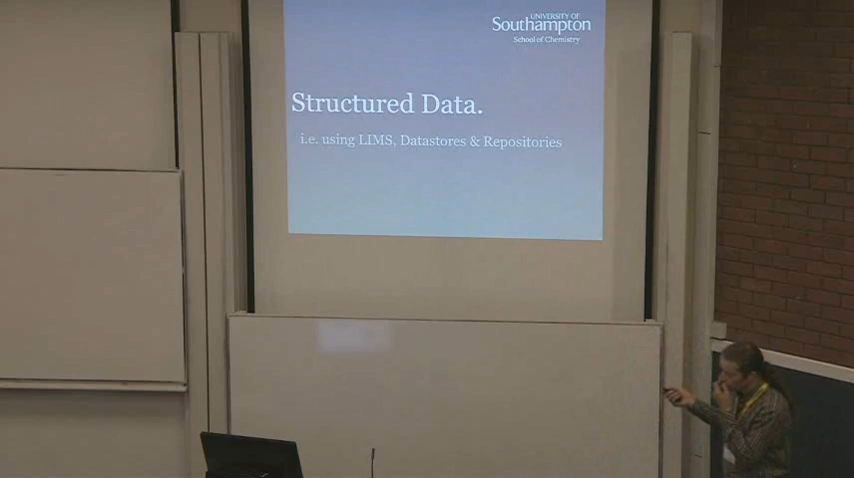 UNIVERSITY OF
Southampton
School of Chemistry
Structured Data.
i.e. using LIMS, Datastores & Repositories